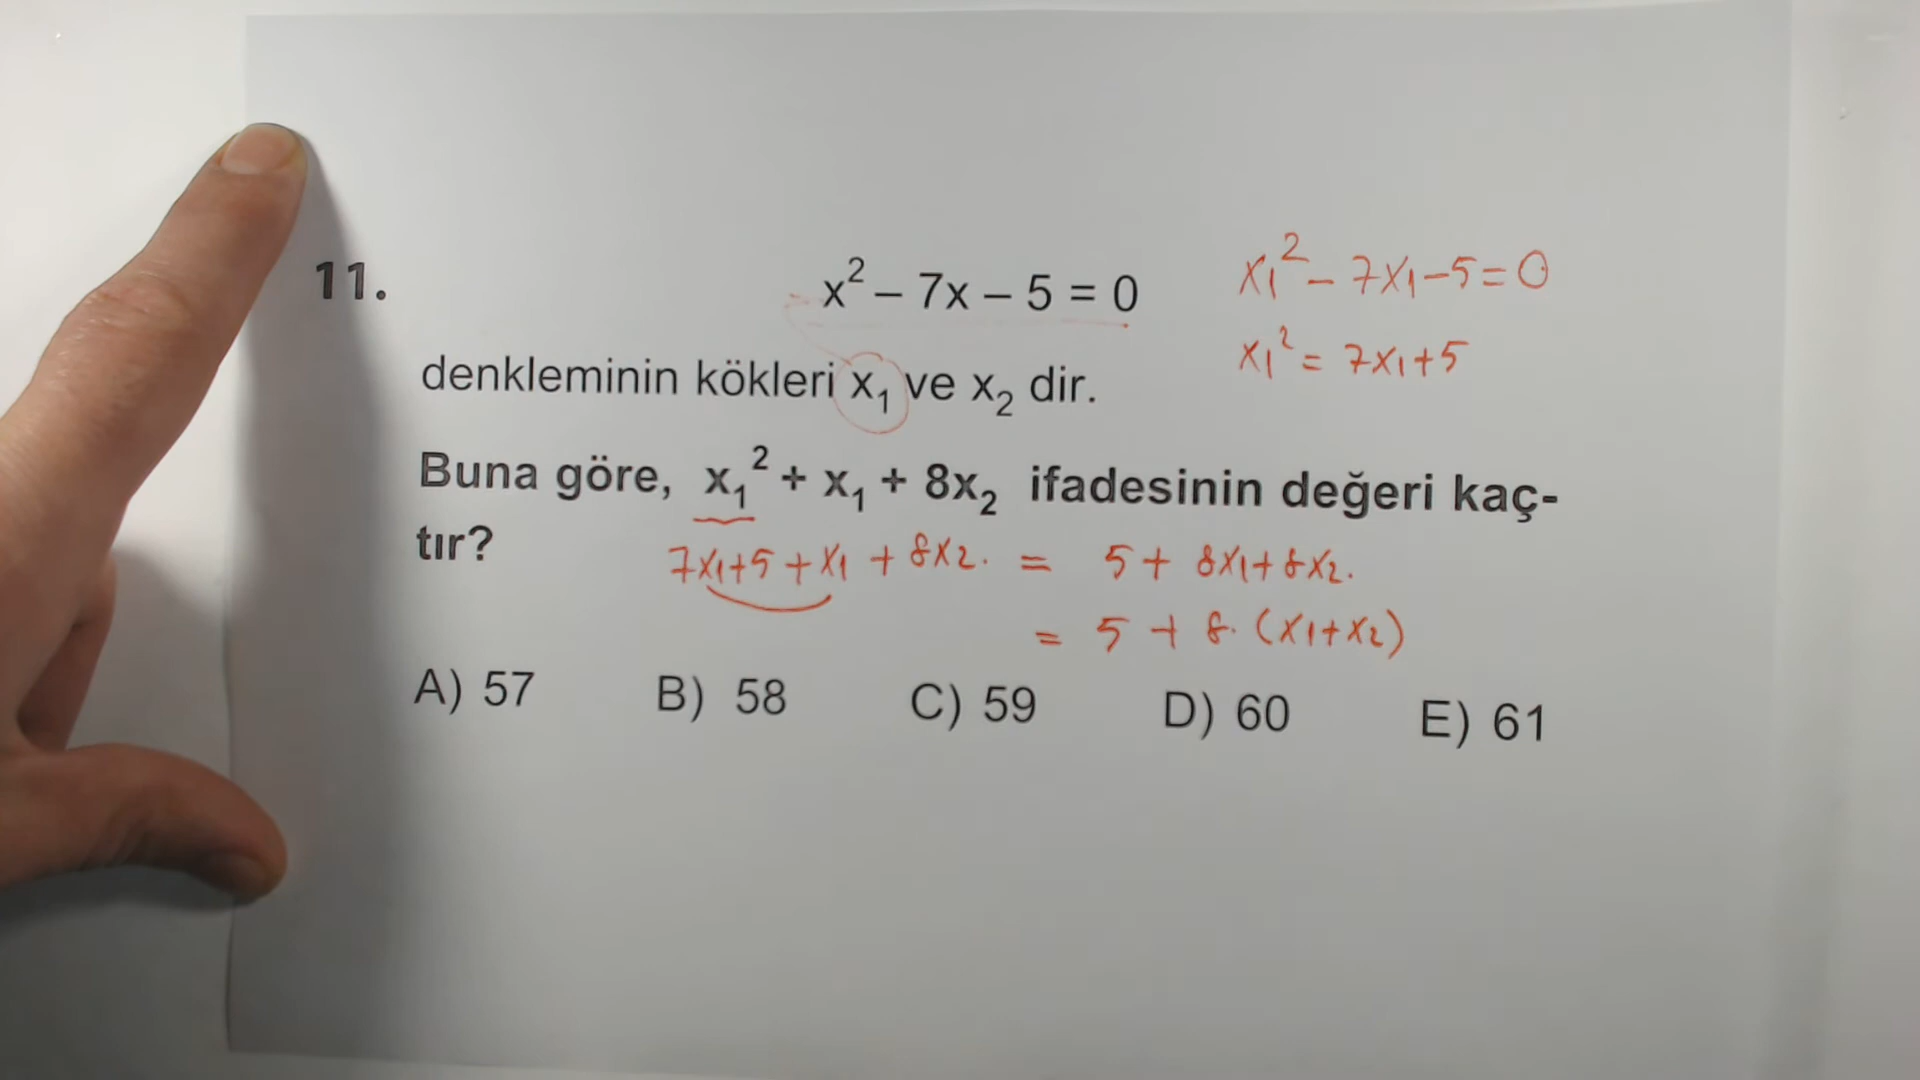 11. x² – 7x – 5 = 0
x₁² – 7x₁ – 5 = 0
x₁² = 7x₁ + 5
denkleminin kökleri x₁ ve x₂ dir.
Buna göre, x₁² + x₁ + 8x₂ ifadesinin değeri kaç-
tır?
7x₁+5 + x₁ + 8x₂. = 5 + 8x₁ + 8x₂.
= 5 + 8. (x₁+x₂)
A) 57 B) 58 C) 59 D) 60 E) 61